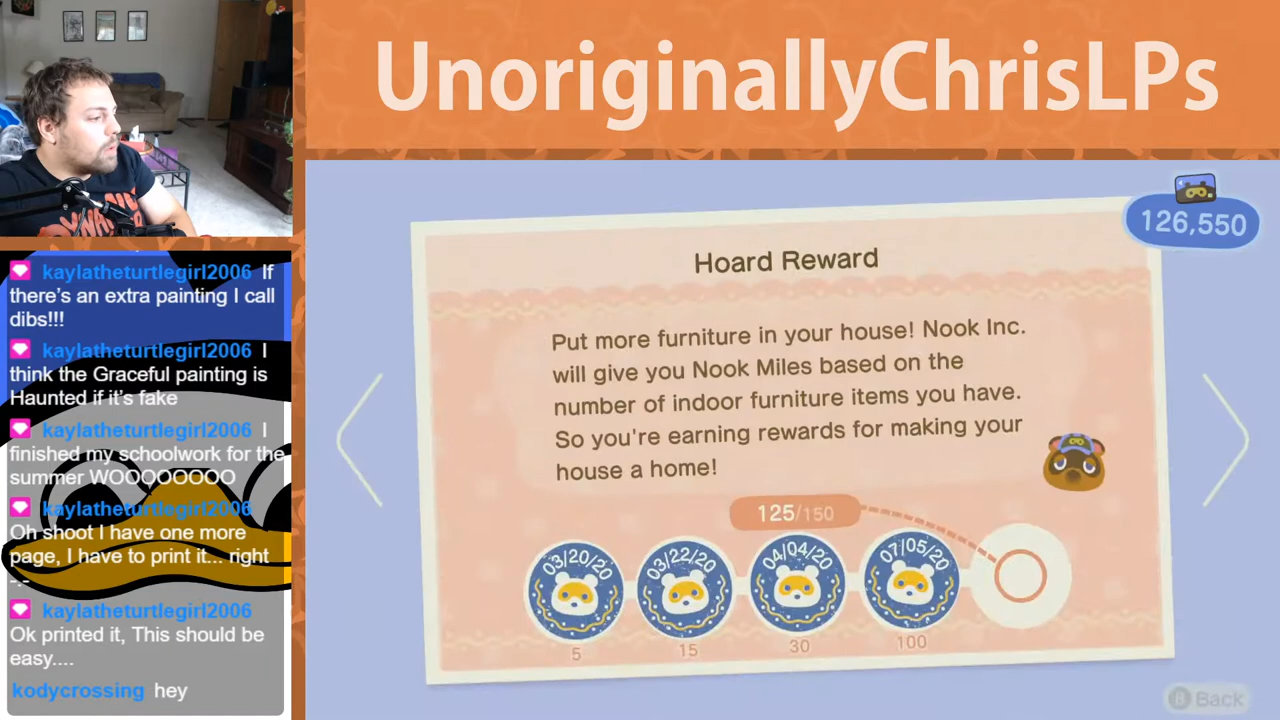 UnoriginallyChrisLPs
126,550
Hoard Reward
Put more furniture in your house! Nook Inc.
will give you Nook Miles based on the
number of indoor furniture items you have.
So you're earning rewards for making your
house a home!
125/150
03/20/20
03/22/20
04/04/20
07/05/20
5
15
30
100
B Back
kaylatheturtlegirl2006 If
there's an extra painting I call
dibs!!!
kaylatheturtlegirl2006 I
think the Graceful painting is
Haunted if it's fake
kaylatheturtlegirl2006 I
finished my schoolwork for the
summer WOOOOOOOO
kaylatheturtlegirl2006
Oh shoot I have one more
page, I have to print it... right
-.-
kaylatheturtlegirl2006
Ok printed it, This should be
easy....
kodycrossing hey